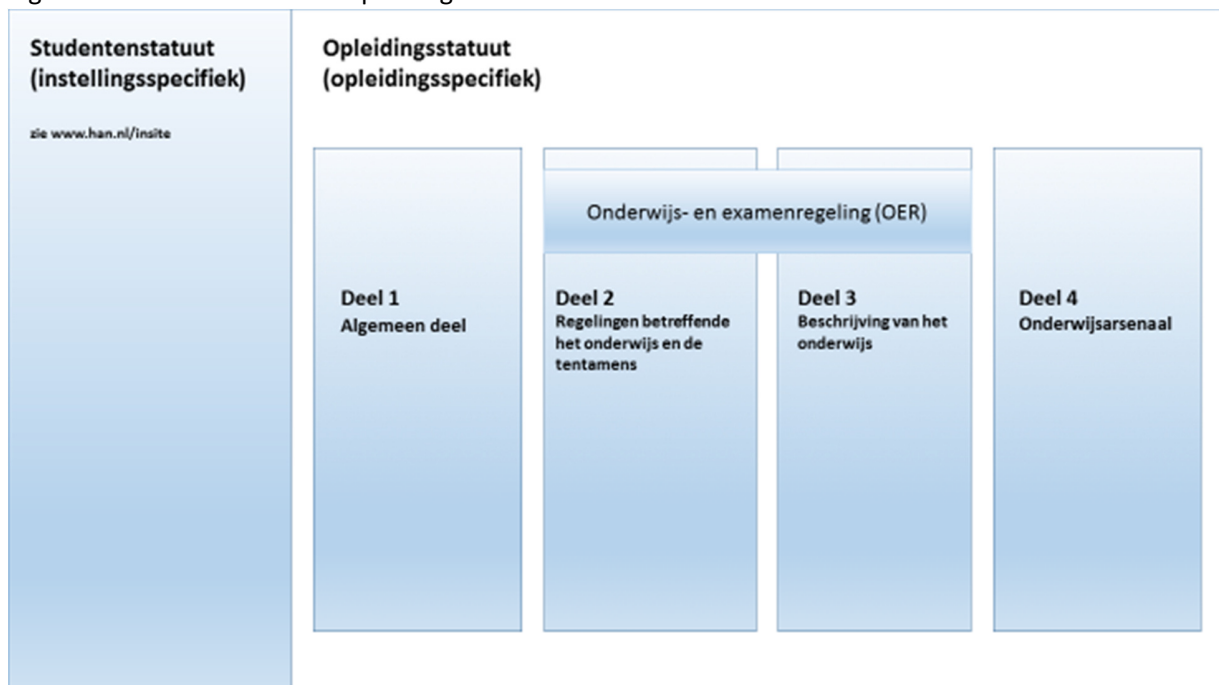 Studentenstatuut
(instellingsspecifiek)
zie www.han.nl/insite
Opleidingsstatuut
(opleidingsspecifiek)
Onderwijs- en examenregeling (OER)
Deel 1
Algemeen deel
Deel 2
Regelingen betreffende
het onderwijs en de
tentamens
Deel 3
Beschrijving van het
onderwijs
Deel 4
Onderwijsarsenaal